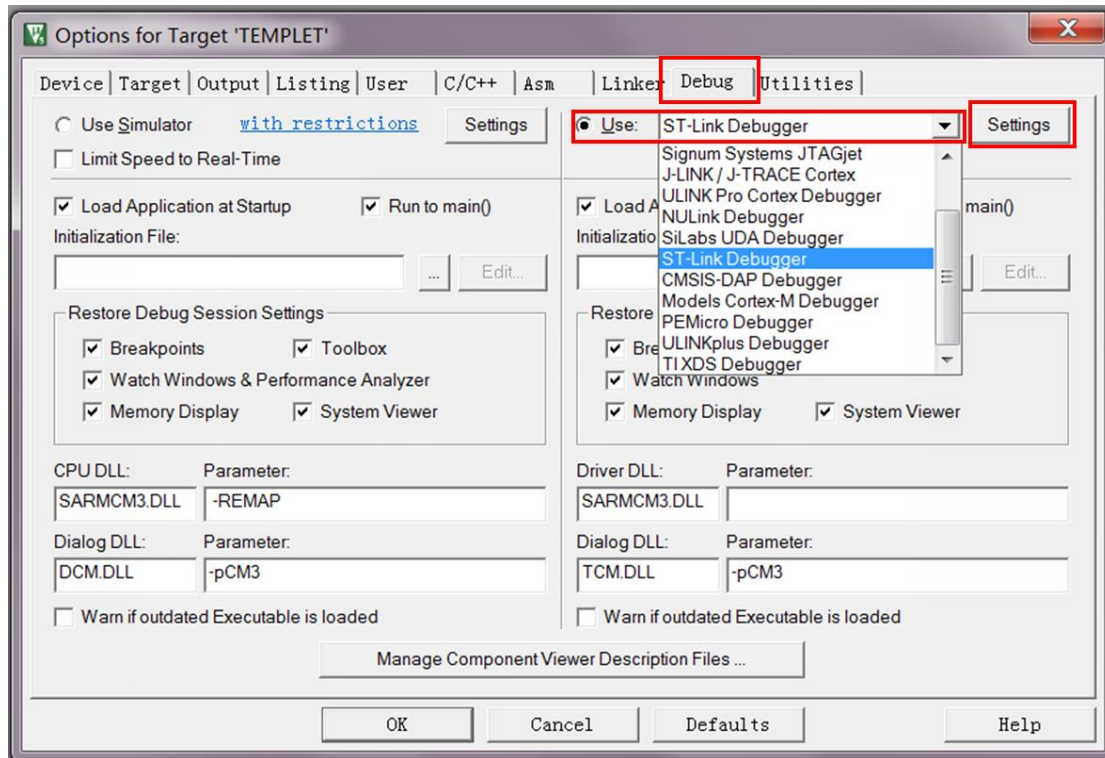 Options for Target 'TEMPLET'
Device Target Output Listing User C/C++ Asm Linker Debug Utilities
Use Simulator with restrictions Settings
Limit Speed to Real-Time
Load Application at Startup Run to main()
Initialization File:
... Edit...
Restore Debug Session Settings
Breakpoints Toolbox
Watch Windows & Performance Analyzer
Memory Display System Viewer
CPU DLL: Parameter:
SARMCM3.DLL -REMAP
Dialog DLL: Parameter:
DCM.DLL -pCM3
Warn if outdated Executable is loaded
Use: ST-Link Debugger Settings
Signum Systems JTAGjet
J-LINK / J-TRACE Cortex
ULINK Pro Cortex Debugger
NULink Debugger
SiLabs UDA Debugger
ST-Link Debugger
CMSIS-DAP Debugger
Models Cortex-M Debugger
PEMicro Debugger
ULINKplus Debugger
TI XDS Debugger
Load A main()
Initializatio
Edit...
Restore
Bre
Watch Windows
Memory Display System Viewer
Driver DLL: Parameter:
SARMCM3.DLL
Dialog DLL: Parameter:
TCM.DLL -pCM3
Warn if outdated Executable is loaded
Manage Component Viewer Description Files ...
OK Cancel Defaults Help